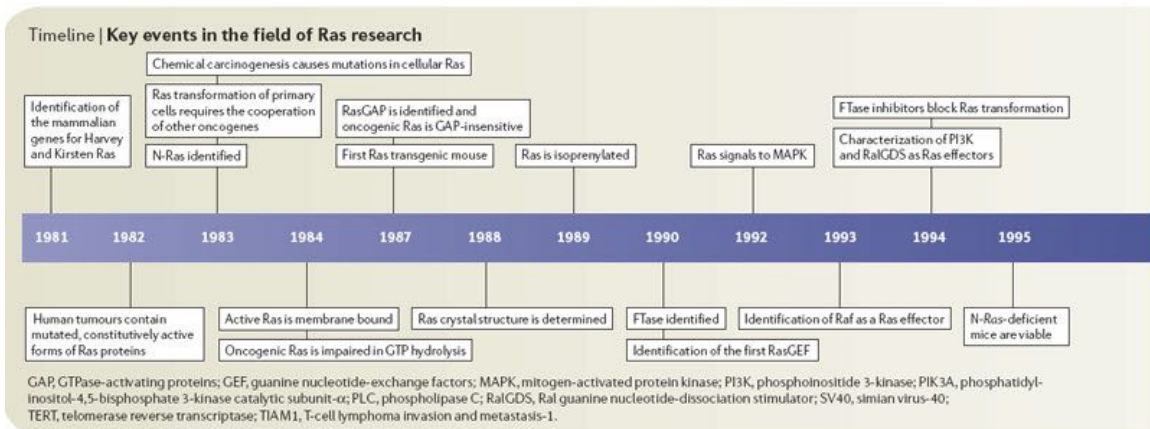 Timeline | Key events in the field of Ras research
Chemical carcinogenesis causes mutations in cellular Ras
Identification of
the mammalian
genes for Harvey
and Kirsten Ras
Ras transformation of primary
cells requires the cooperation
of other oncogenes
N-Ras identified
RasGAP is identified and
oncogenic Ras is GAP-insensitive
First Ras transgenic mouse
Ras is isoprenylated
Ras signals to MAPK
FTase inhibitors block Ras transformation
Characterization of PI3K
and RalGDS as Ras effectors
1981 1982 1983 1984 1987 1988 1989 1990 1992 1993 1994 1995
Human tumours contain
mutated, constitutively active
forms of Ras proteins
Active Ras is membrane bound
Oncogenic Ras is impaired in GTP hydrolysis
Ras crystal structure is determined
FTase identified
Identification of the first RasGEF
Identification of Raf as a Ras effector
N-Ras-deficient
mice are viable
GAP, GTPase-activating proteins; GEF, guanine nucleotide-exchange factors; MAPK, mitogen-activated protein kinase; PI3K, phosphoinositide 3-kinase; PIK3A, phosphatidyl-
inositol-4,5-bisphosphate 3-kinase catalytic subunit-α; PLC, phospholipase C; RalGDS, Ral guanine nucleotide-dissociation stimulator; SV40, simian virus-40;
TERT, telomerase reverse transcriptase; TIAM1, T-cell lymphoma invasion and metastasis-1.